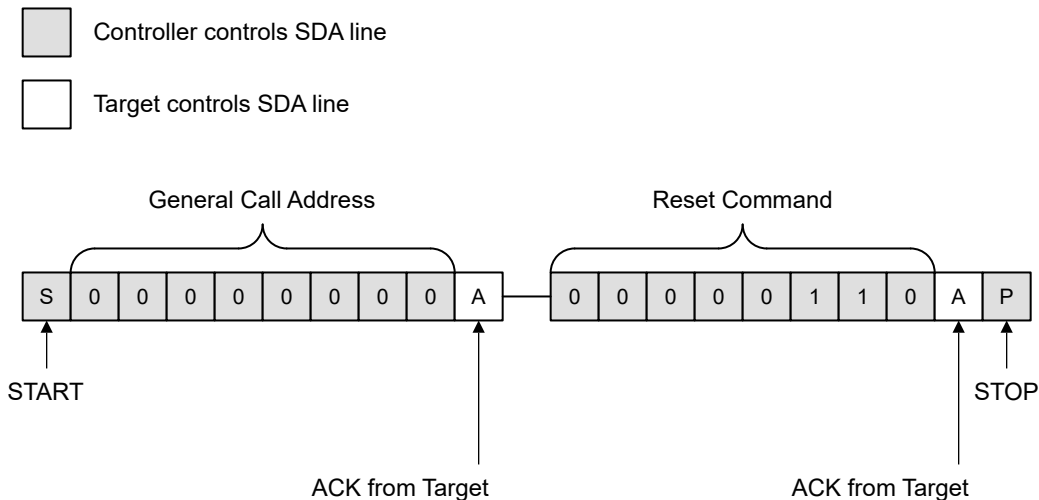 Controller controls SDA line
Target controls SDA line
General Call Address Reset Command
S 0 0 0 0 0 0 0 0 A 0 0 0 0 0 1 1 0 A P
START STOP
ACK from Target ACK from Target